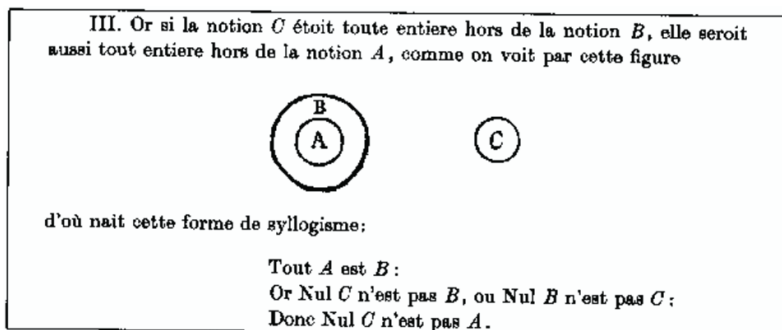 III. Or si la notion C étoit toute entiere hors de la notion B, elle seroit
aussi tout entiere hors de la notion A, comme on voit par cette figure
B
A
C
d'où nait cette forme de syllogisme:
Tout A est B:
Or Nul C n'est pas B, ou Nul B n'est pas C;
Donc Nul C n'est pas A.